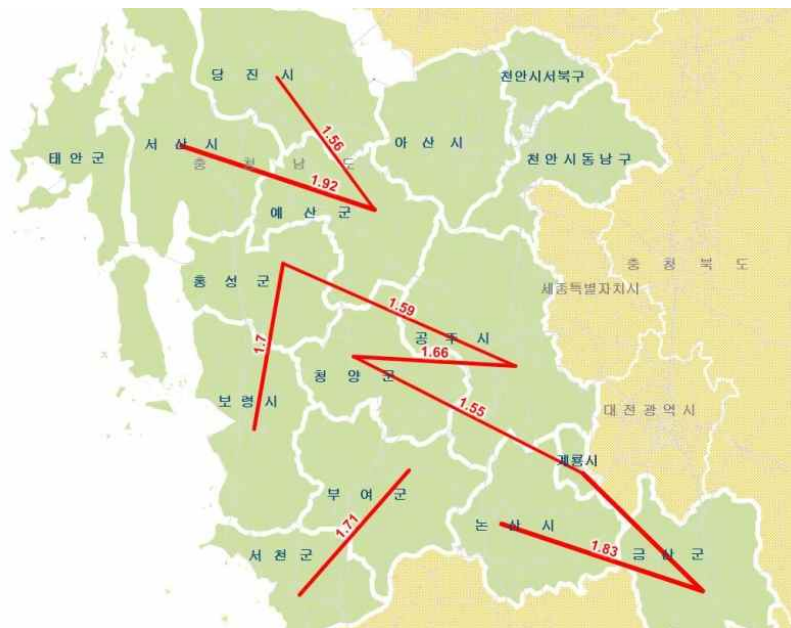 당 진 시
천안시서북구
1.56
서 산 시
아 산 시
태 안 군
충 청 남 도
천 안 시 동 남 구
1.92
예 산 군
충 청 북 도
홍 성 군
세종특별자치시
1.59
공 주 시
1.7
1.66
청 양 군
보 령 시
1.55
대 전 광 역 시
계룡시
부 여 군
1.71
논 산 시
서 천 군
1.83
금 산 군